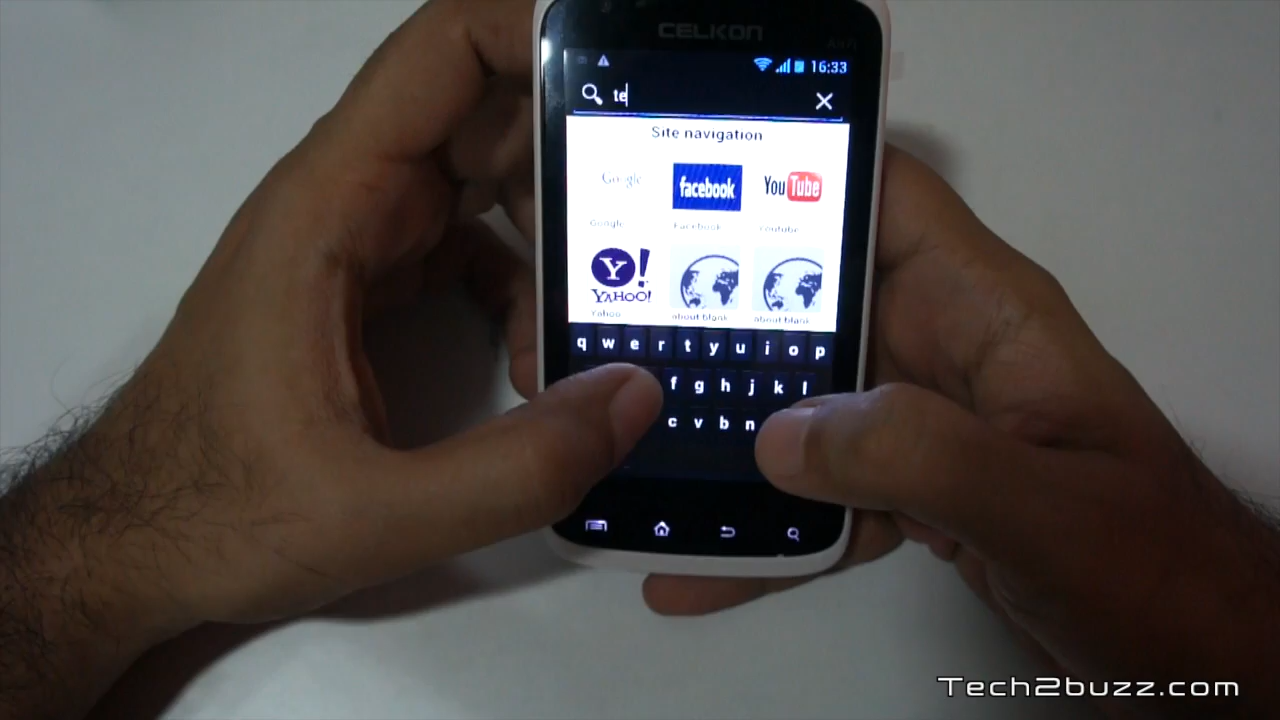 CELKON
16:33
te
Site navigation
Google
facebook
YouTube
Google
Facebook
Youtube
YAHOO!
Yahoo
about:blank
about:blank
q w e r t y u i o p
f g h j k l
c v b n
Tech2buzz.com